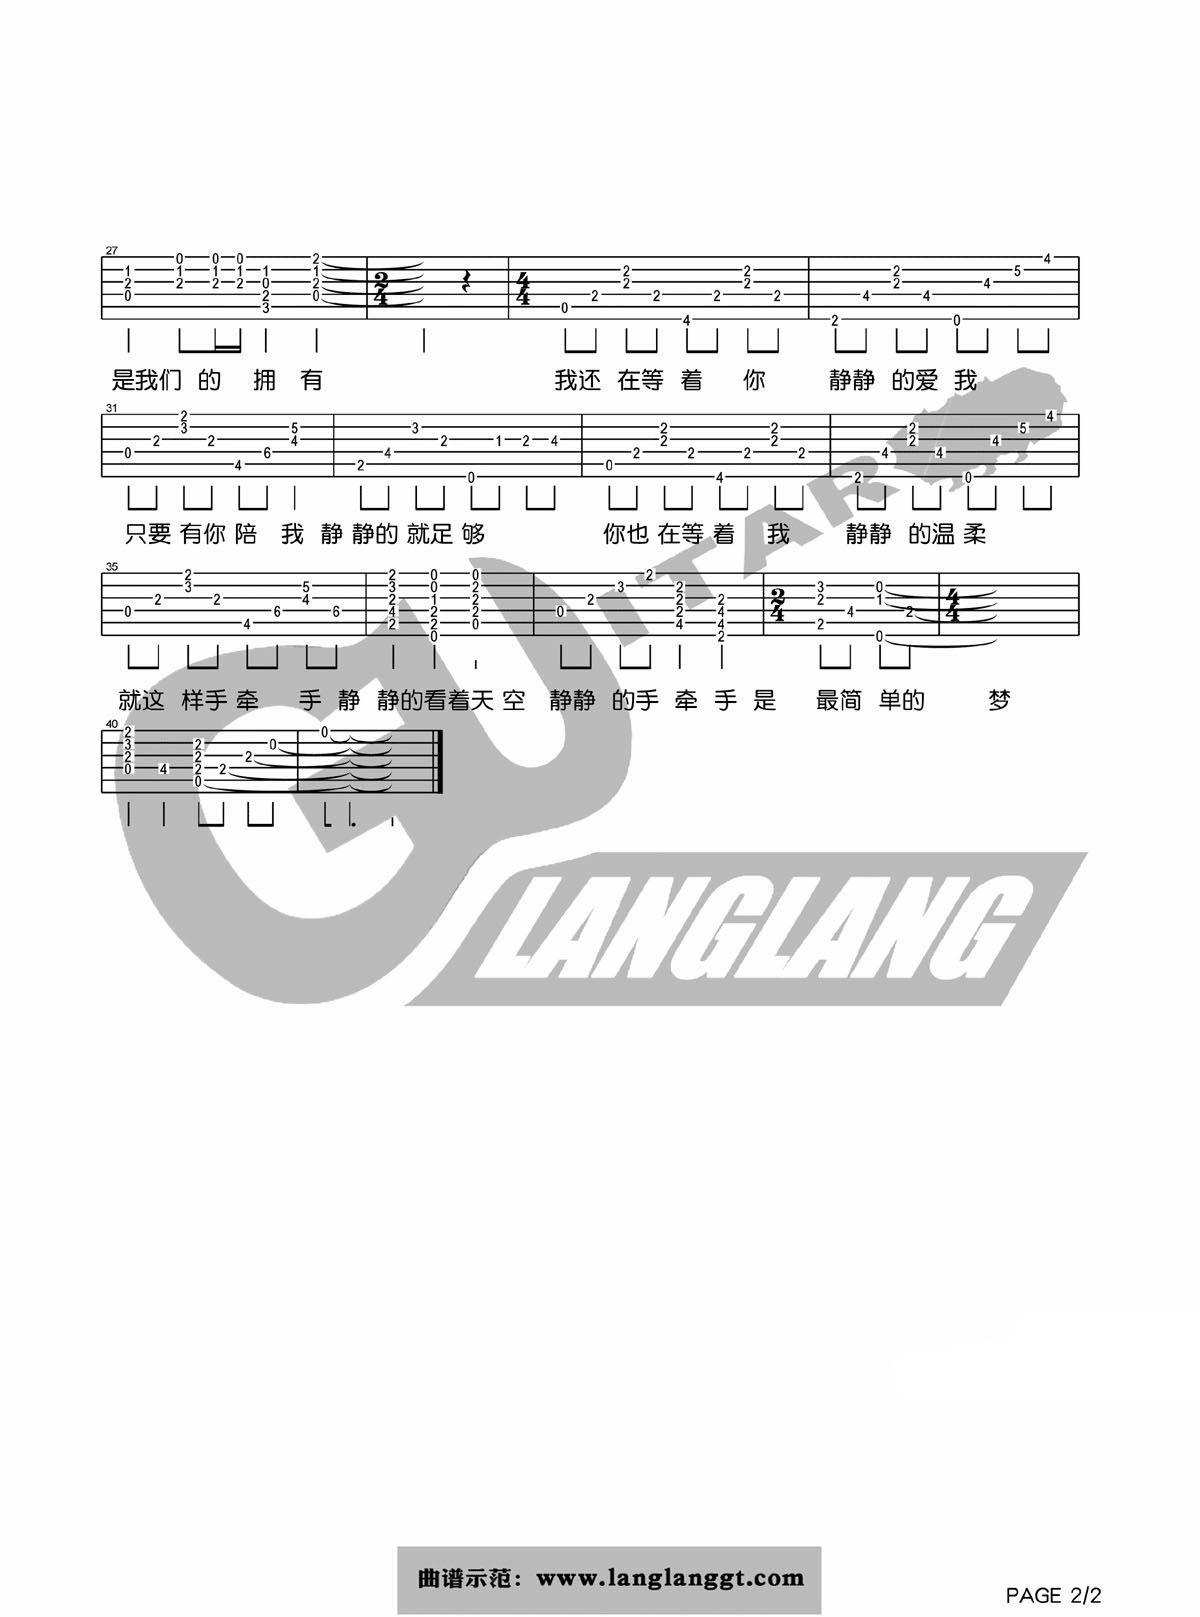 27
是我们 的 拥 有 我还 在等 着 你 静静 的爱 我
31
只要 有你 陪 我 静 静的 就足 够 你也 在等 着 我 静静 的温 柔
35
就这 样手 牵 手 静 静的看着天 空 静静 的手 牵 手 是 最简 单的 梦
40
GUITAR
LANGLANG
曲谱示范：www.langlanggt.com
PAGE 2/2